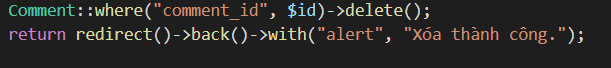 Comment::where("comment_id", $id)->delete();
return redirect()->back()->with("alert", "Xóa thành công.");